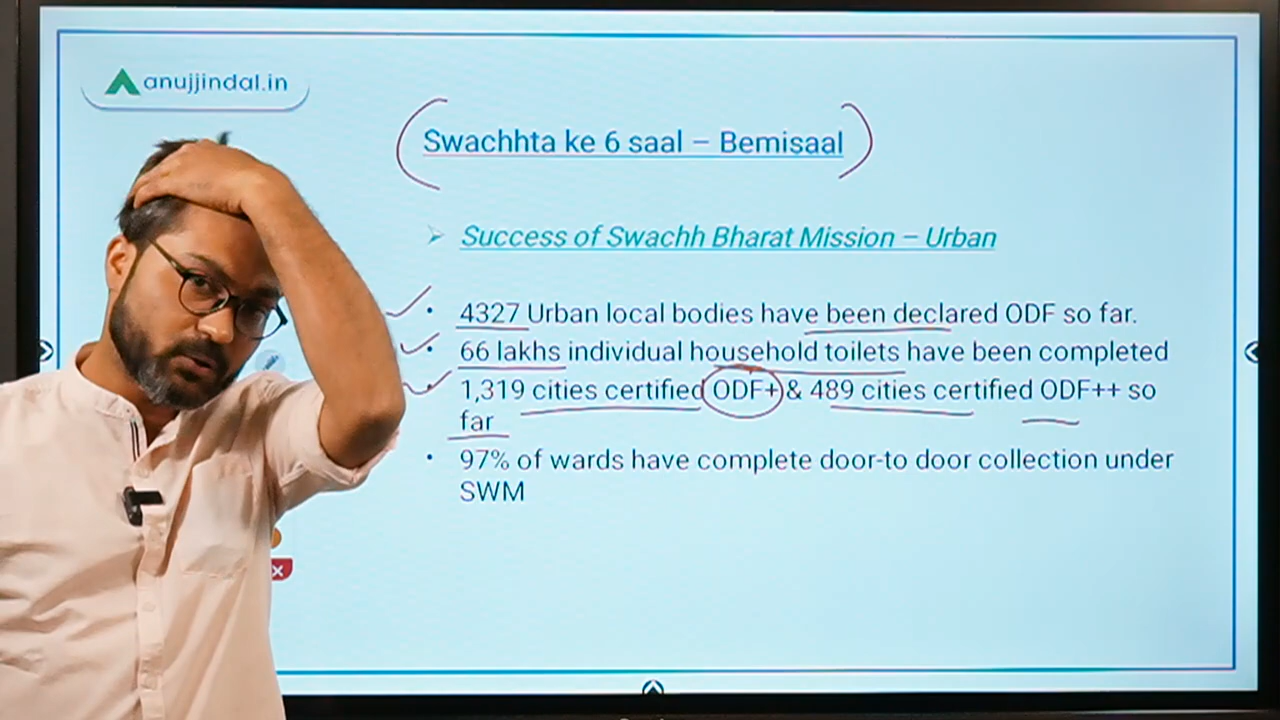 anujjindal.in
Swachhta ke 6 saal – Bemisaal
Success of Swachh Bharat Mission – Urban
• 4327 Urban local bodies have been declared ODF so far.
• 66 lakhs individual household toilets have been completed
• 1,319 cities certified ODF+ & 489 cities certified ODF++ so
far
• 97% of wards have complete door-to door collection under
SWM